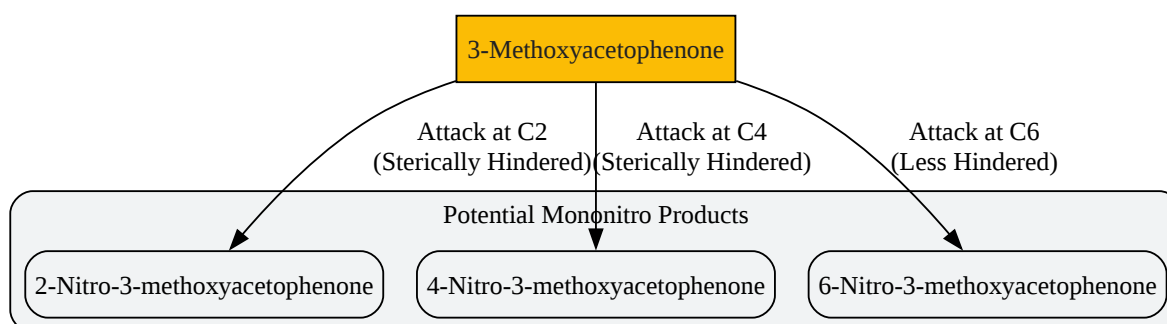 3-Methoxyacetophenone
Attack at C2
(Sterically Hindered)
Attack at C4
(Sterically Hindered)
Attack at C6
(Less Hindered)
Potential Mononitro Products
2-Nitro-3-methoxyacetophenone
4-Nitro-3-methoxyacetophenone
6-Nitro-3-methoxyacetophenone